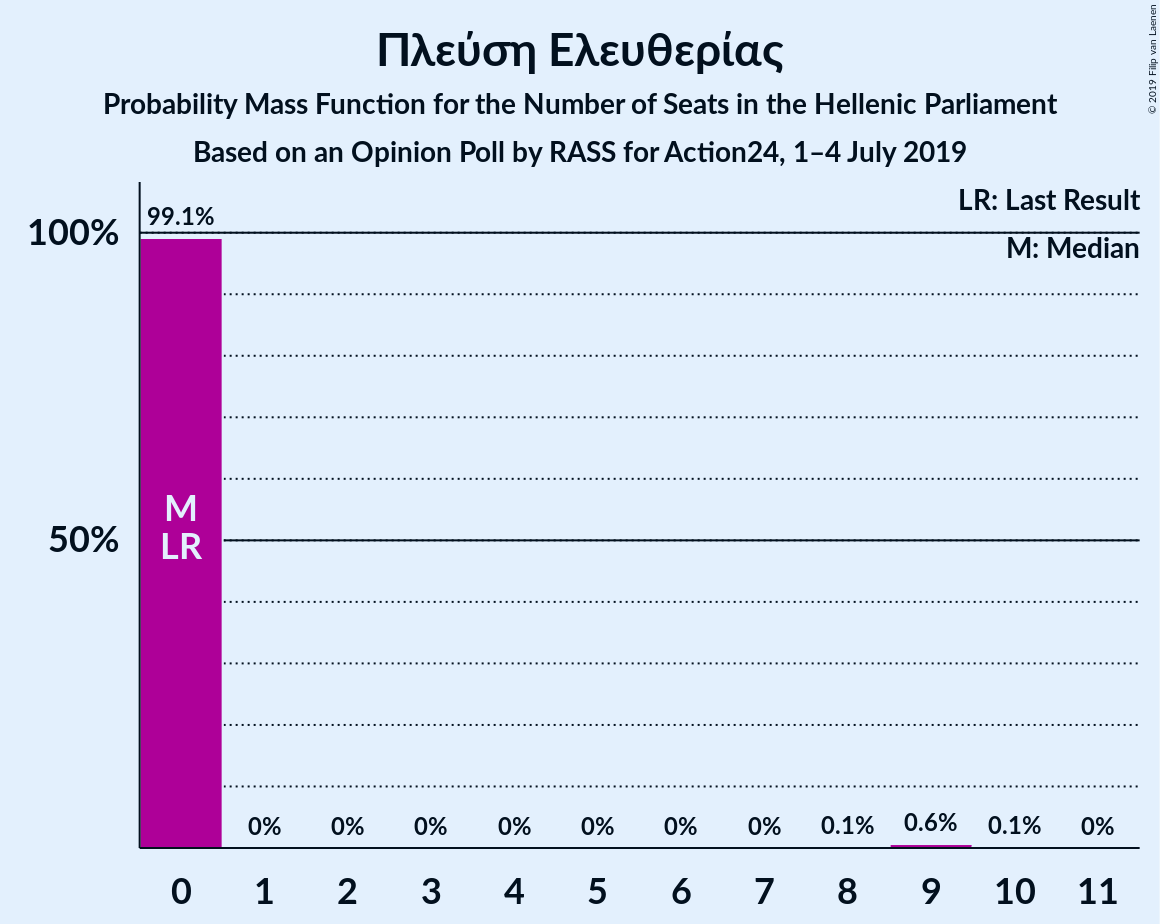 Πλεύση Ελευθερίας
Probability Mass Function for the Number of Seats in the Hellenic Parliament
Based on an Opinion Poll by RASS for Action24, 1–4 July 2019
© 2019 Filip van Laenen
LR: Last Result
M: Median
100%
50%
99.1%
M
LR
0%
0%
0%
0%
0%
0%
0%
0.1%
0.6%
0.1%
0%
0 1 2 3 4 5 6 7 8 9 10 11